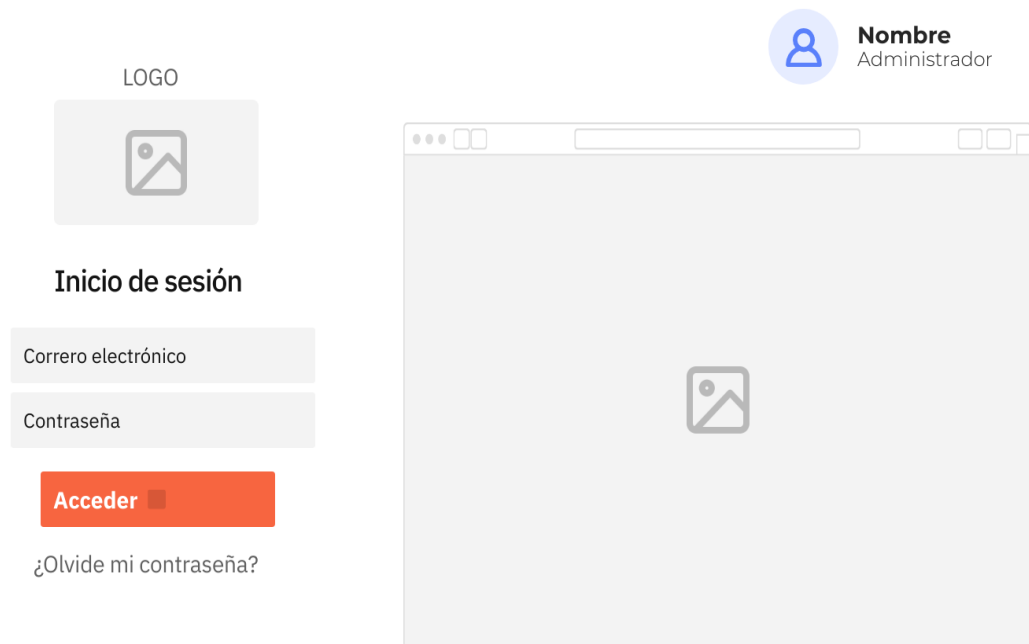 Nombre
Administrador
LOGO
Inicio de sesión
Correro electrónico
Contraseña
Acceder
¿Olvide mi contraseña?